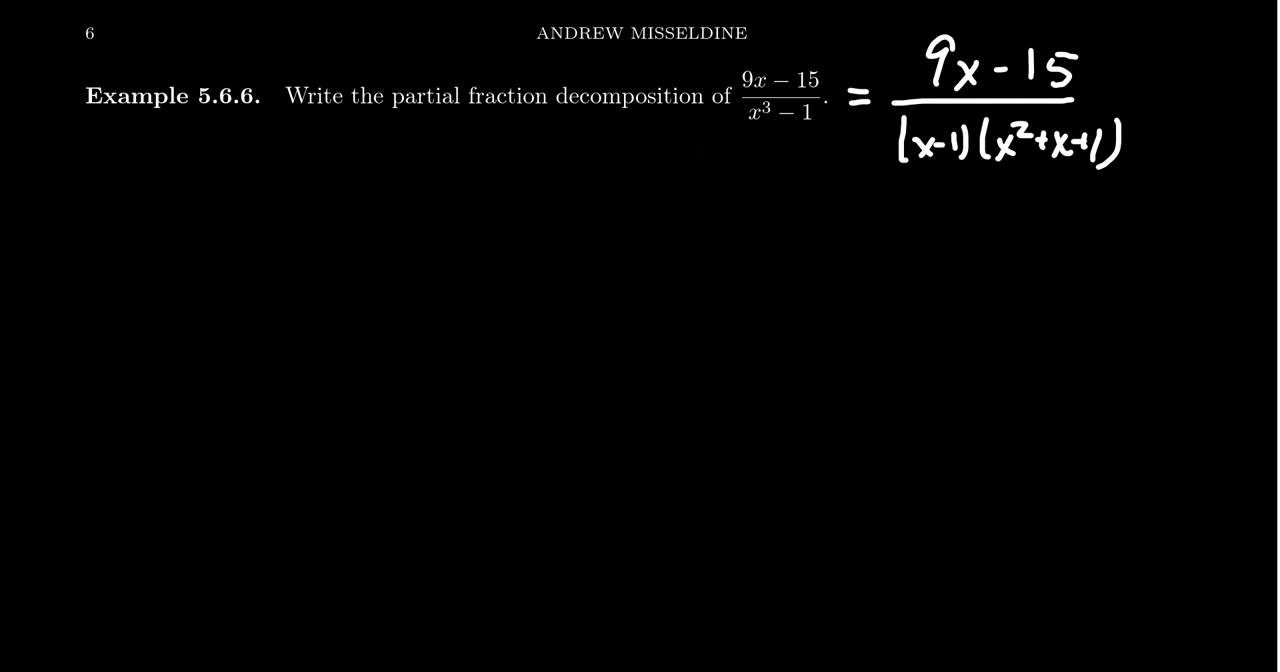 6 ANDREW MISSELDINE
Example 5.6.6. Write the partial fraction decomposition of (9x − 15)/(x³ − 1). = (9x - 15)/((x-1)(x²+x+1))